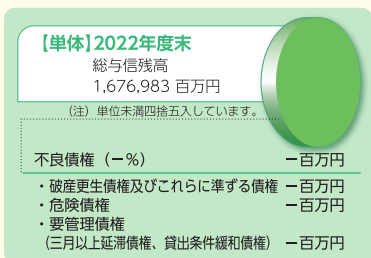 【単体】2022年度末
総与信残高
1,676,983 百万円
(注)単位未満四捨五入しています。
不良債権(ー%) ー百万円
・破産更生債権及びこれらに準ずる債権 ー百万円
・危険債権 ー百万円
・要管理債権
(三月以上延滞債権、貸出条件緩和債権) ー百万円